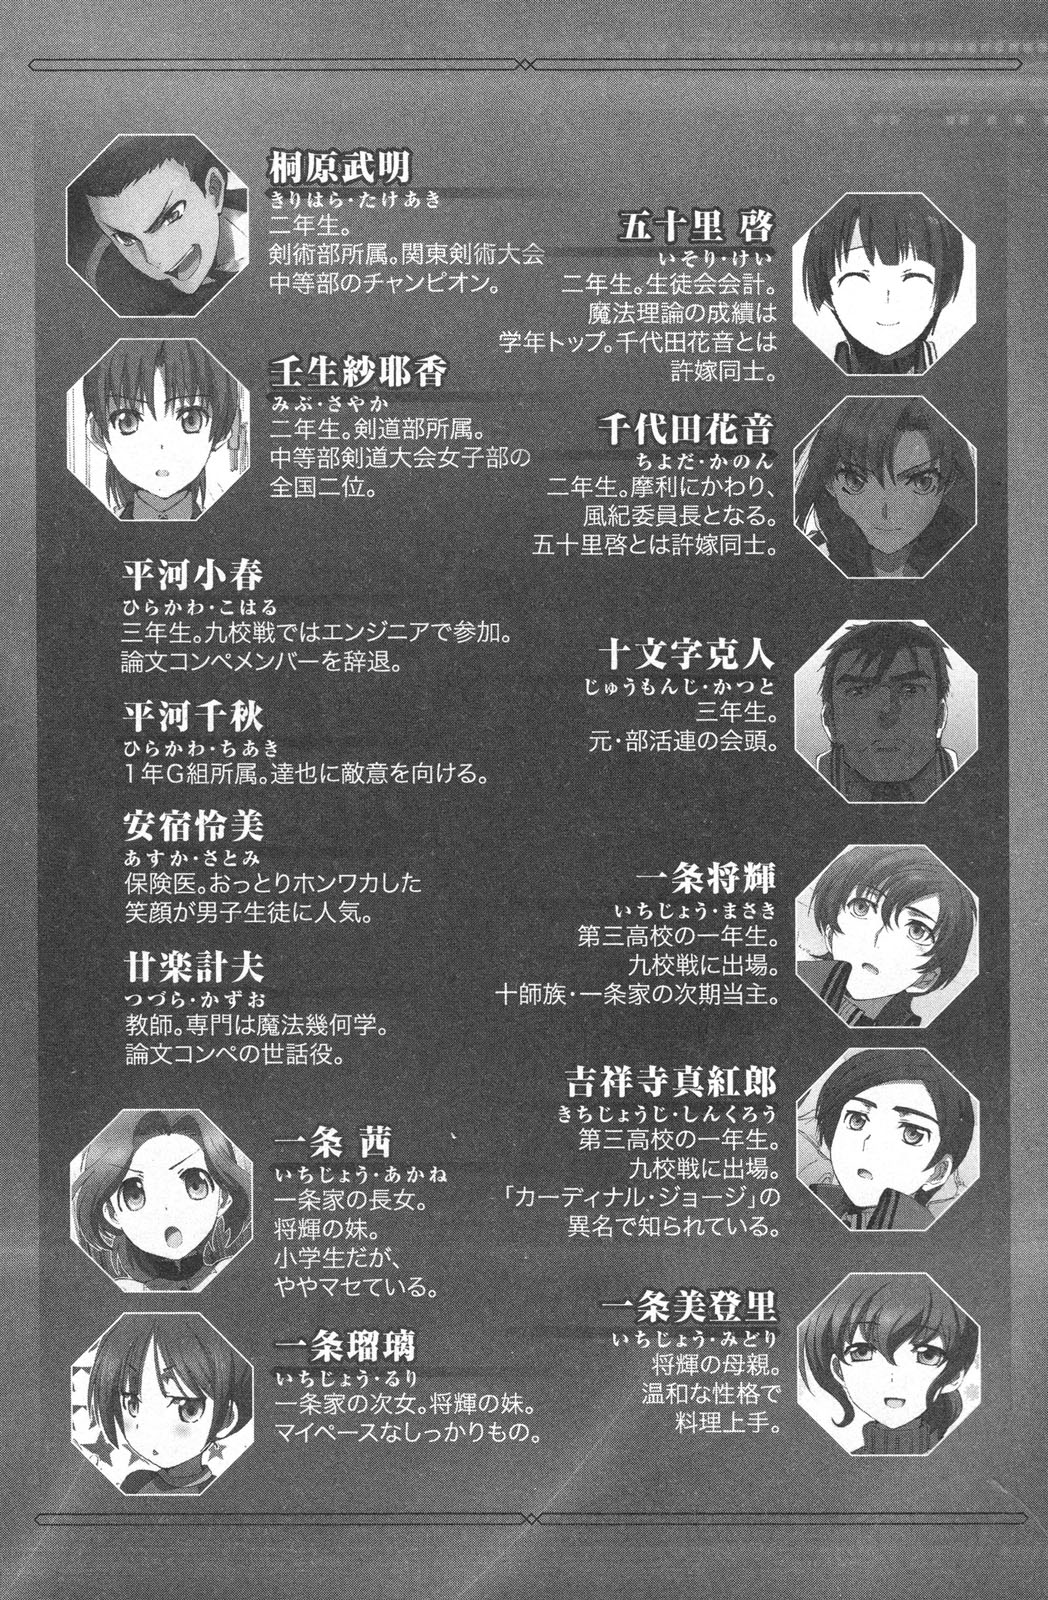 桐原武明
きりはら・たけあき
二年生。
剣術部所属。関東剣術大会
中等部のチャンピオン。
壬生紗耶香
みぶ・さやか
二年生。剣道部所属。
中等部剣道大会女子部の
全国二位。
平河小春
ひらかわ・こはる
三年生。九校戦ではエンジニアで参加。
論文コンペメンバーを辞退。
平河千秋
ひらかわ・ちあき
1年G組所属。達也に敵意を向ける。
安宿怜美
あすか・さとみ
保険医。おっとりホンワカした
笑顔が男子生徒に人気。
廿楽計夫
つづら・かずお
教師。専門は魔法幾何学。
論文コンペの世話役。
一条 茜
いちじょう・あかね
一条家の長女。
将輝の妹。
小学生だが、
ややマセている。
一条瑠璃
いちじょう・るり
一条家の次女。将輝の妹。
マイペースなしっかりもの。
五十里 啓
いそり・けい
二年生。生徒会会計。
魔法理論の成績は
学年トップ。千代田花音とは
許嫁同士。
千代田花音
ちよだ・かのん
二年生。摩利にかわり、
風紀委員長となる。
五十里啓とは許嫁同士。
十文字克人
じゅうもんじ・かつと
三年生。
元・部活連の会頭。
一条将輝
いちじょう・まさき
第三高校の一年生。
九校戦に出場。
十師族・一条家の次期当主。
吉祥寺真紅郎
きちじょうじ・しんくろう
第三高校の一年生。
九校戦に出場。
「カーディナル・ジョージ」の
異名で知られている。
一条美登里
いちじょう・みどり
将輝の母親。
温和な性格で
料理上手。